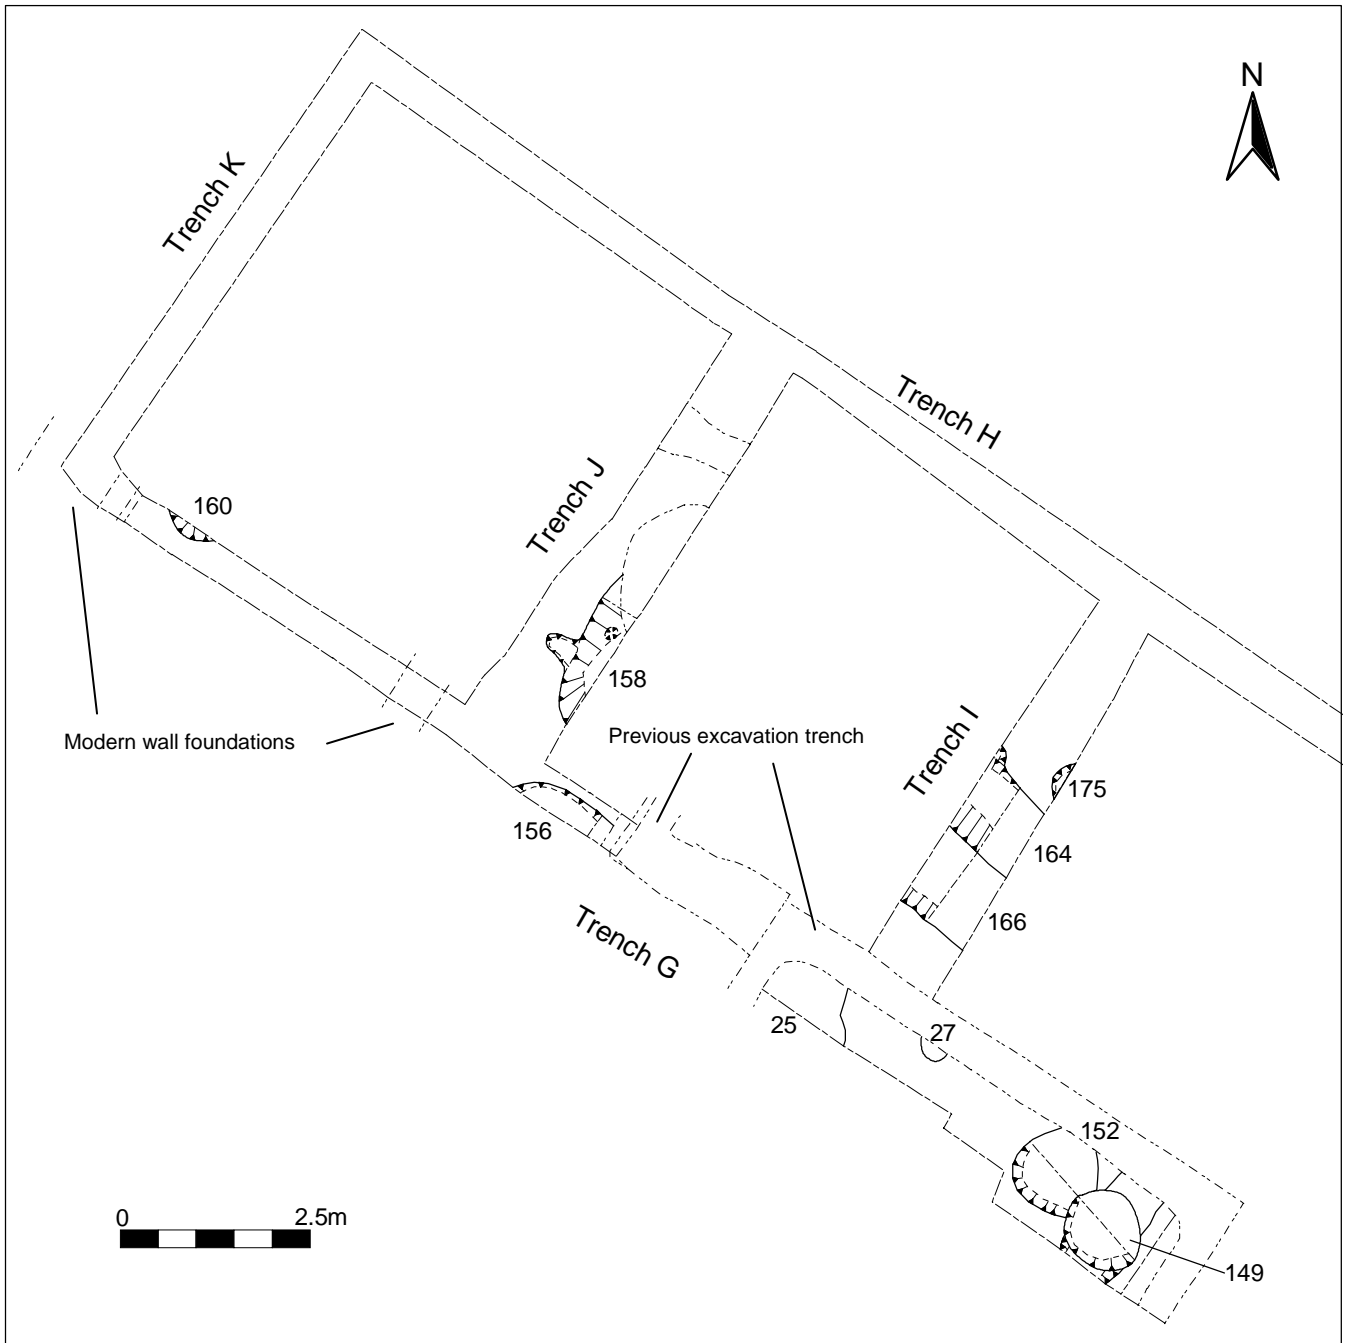 N
Trench K
Trench H
Trench J
160
158
Modern wall foundations
Previous excavation trench
Trench I
175
156
164
166
Trench G
25
27
152
0 2.5m
149